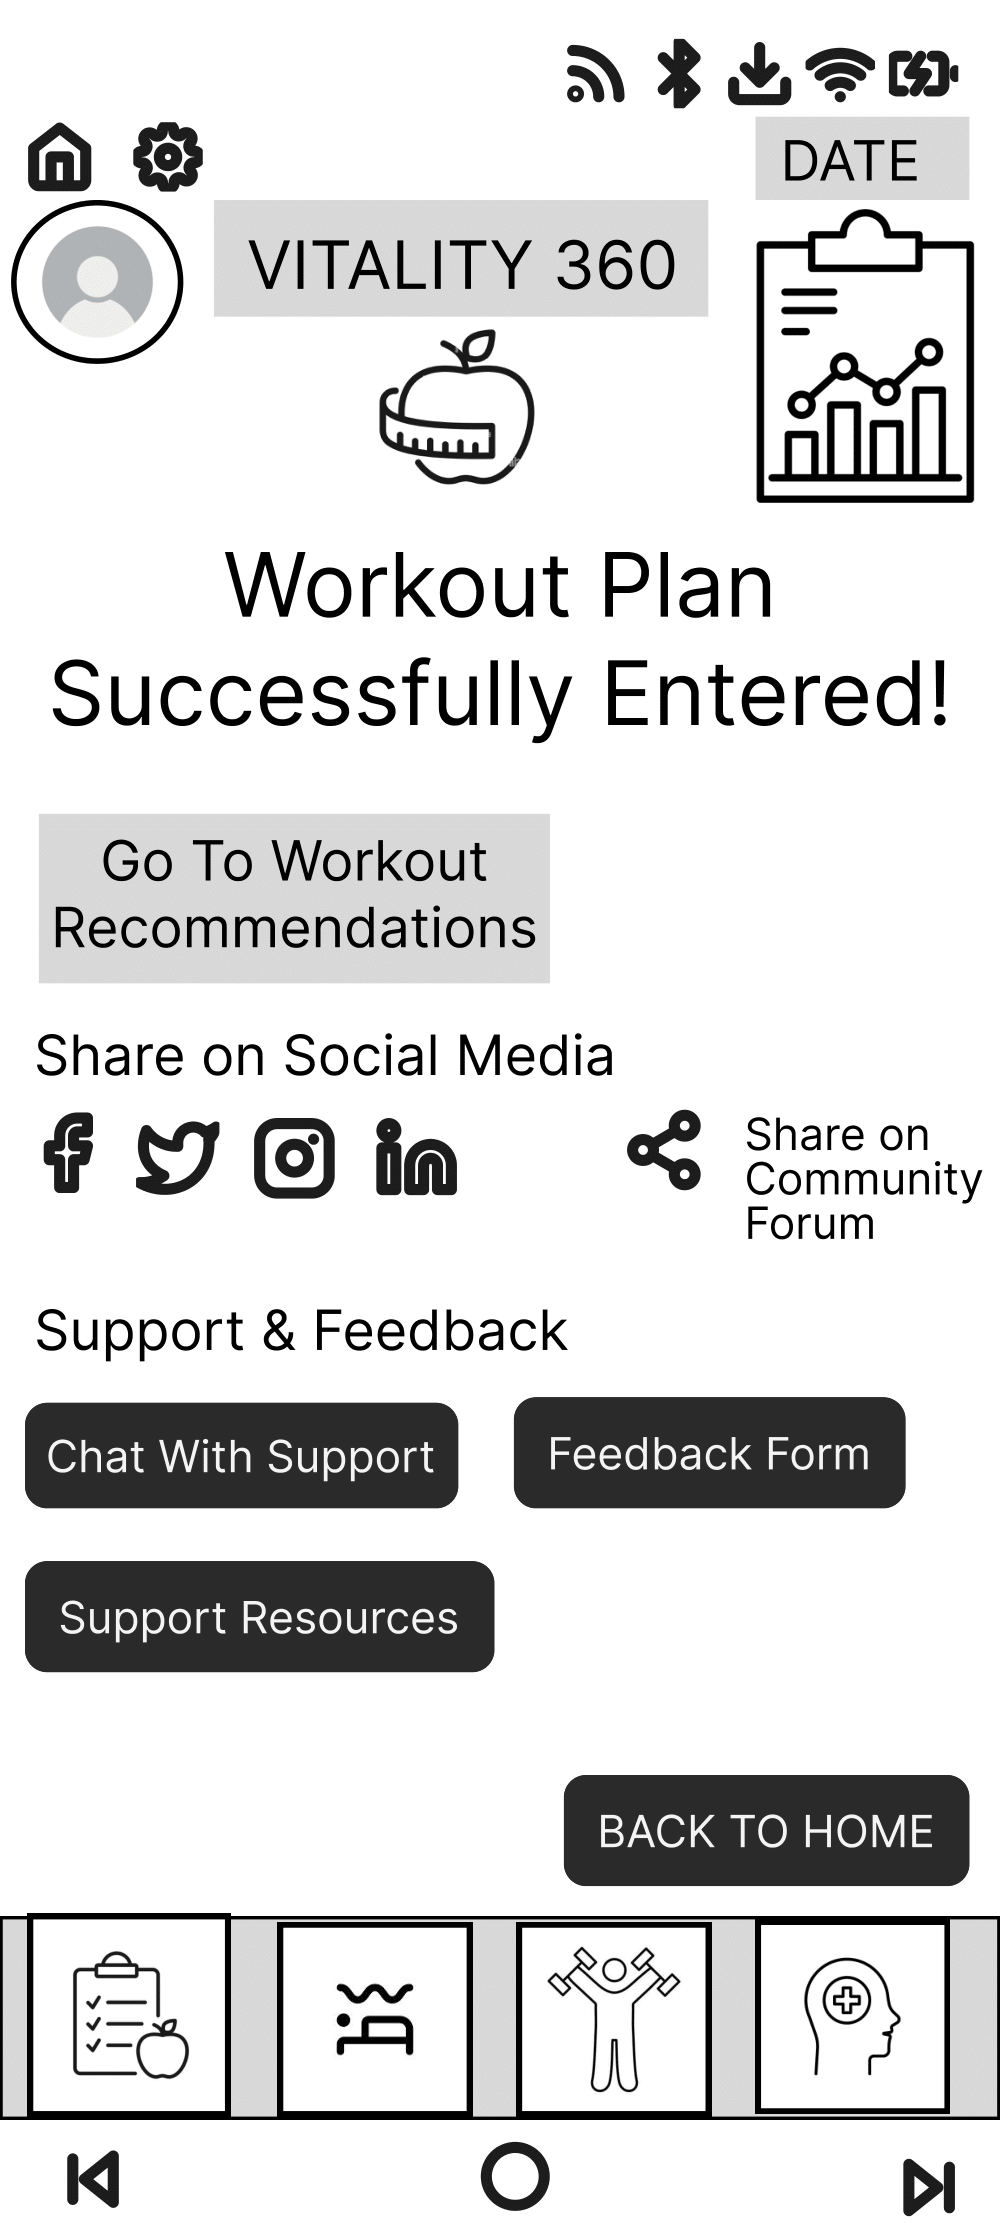 DATE
VITALITY 360
Workout Plan
Successfully Entered!
Go To Workout
Recommendations
Share on Social Media
Share on
Community
Forum
Support & Feedback
Chat With Support
Feedback Form
Support Resources
BACK TO HOME